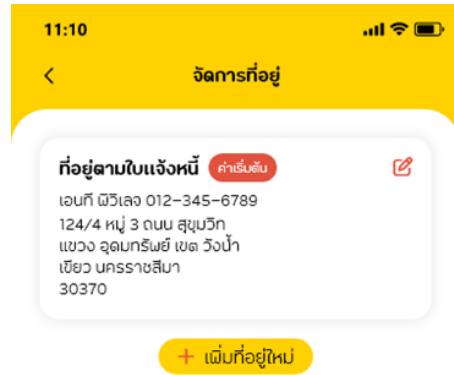 11:10
จัดการที่อยู่
ที่อยู่ตามใบแจ้งหนี้ ค่าเริ่มต้น
เอนที พิวิเลจ 012-345-6789
124/4 หมู่ 3 ถนน สุขุมวิท
แขวง อุดมทรัพย์ เขต วังน้ำ
เขียว นครราชสีมา
30370
+ เพิ่มที่อยู่ใหม่